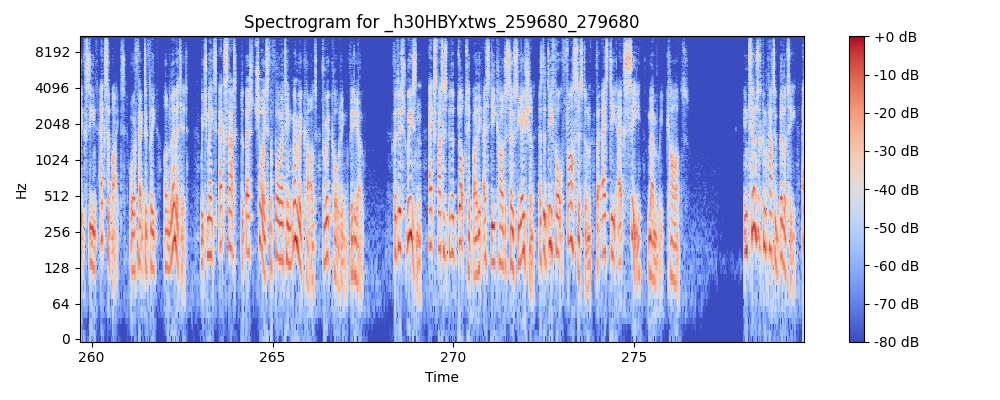 Spectrogram for _h30HBYxtws_259680_279680
Hz
8192
4096
2048
1024
512
256
128
64
0
260
265
270
275
Time
+0 dB
-10 dB
-20 dB
-30 dB
-40 dB
-50 dB
-60 dB
-70 dB
-80 dB